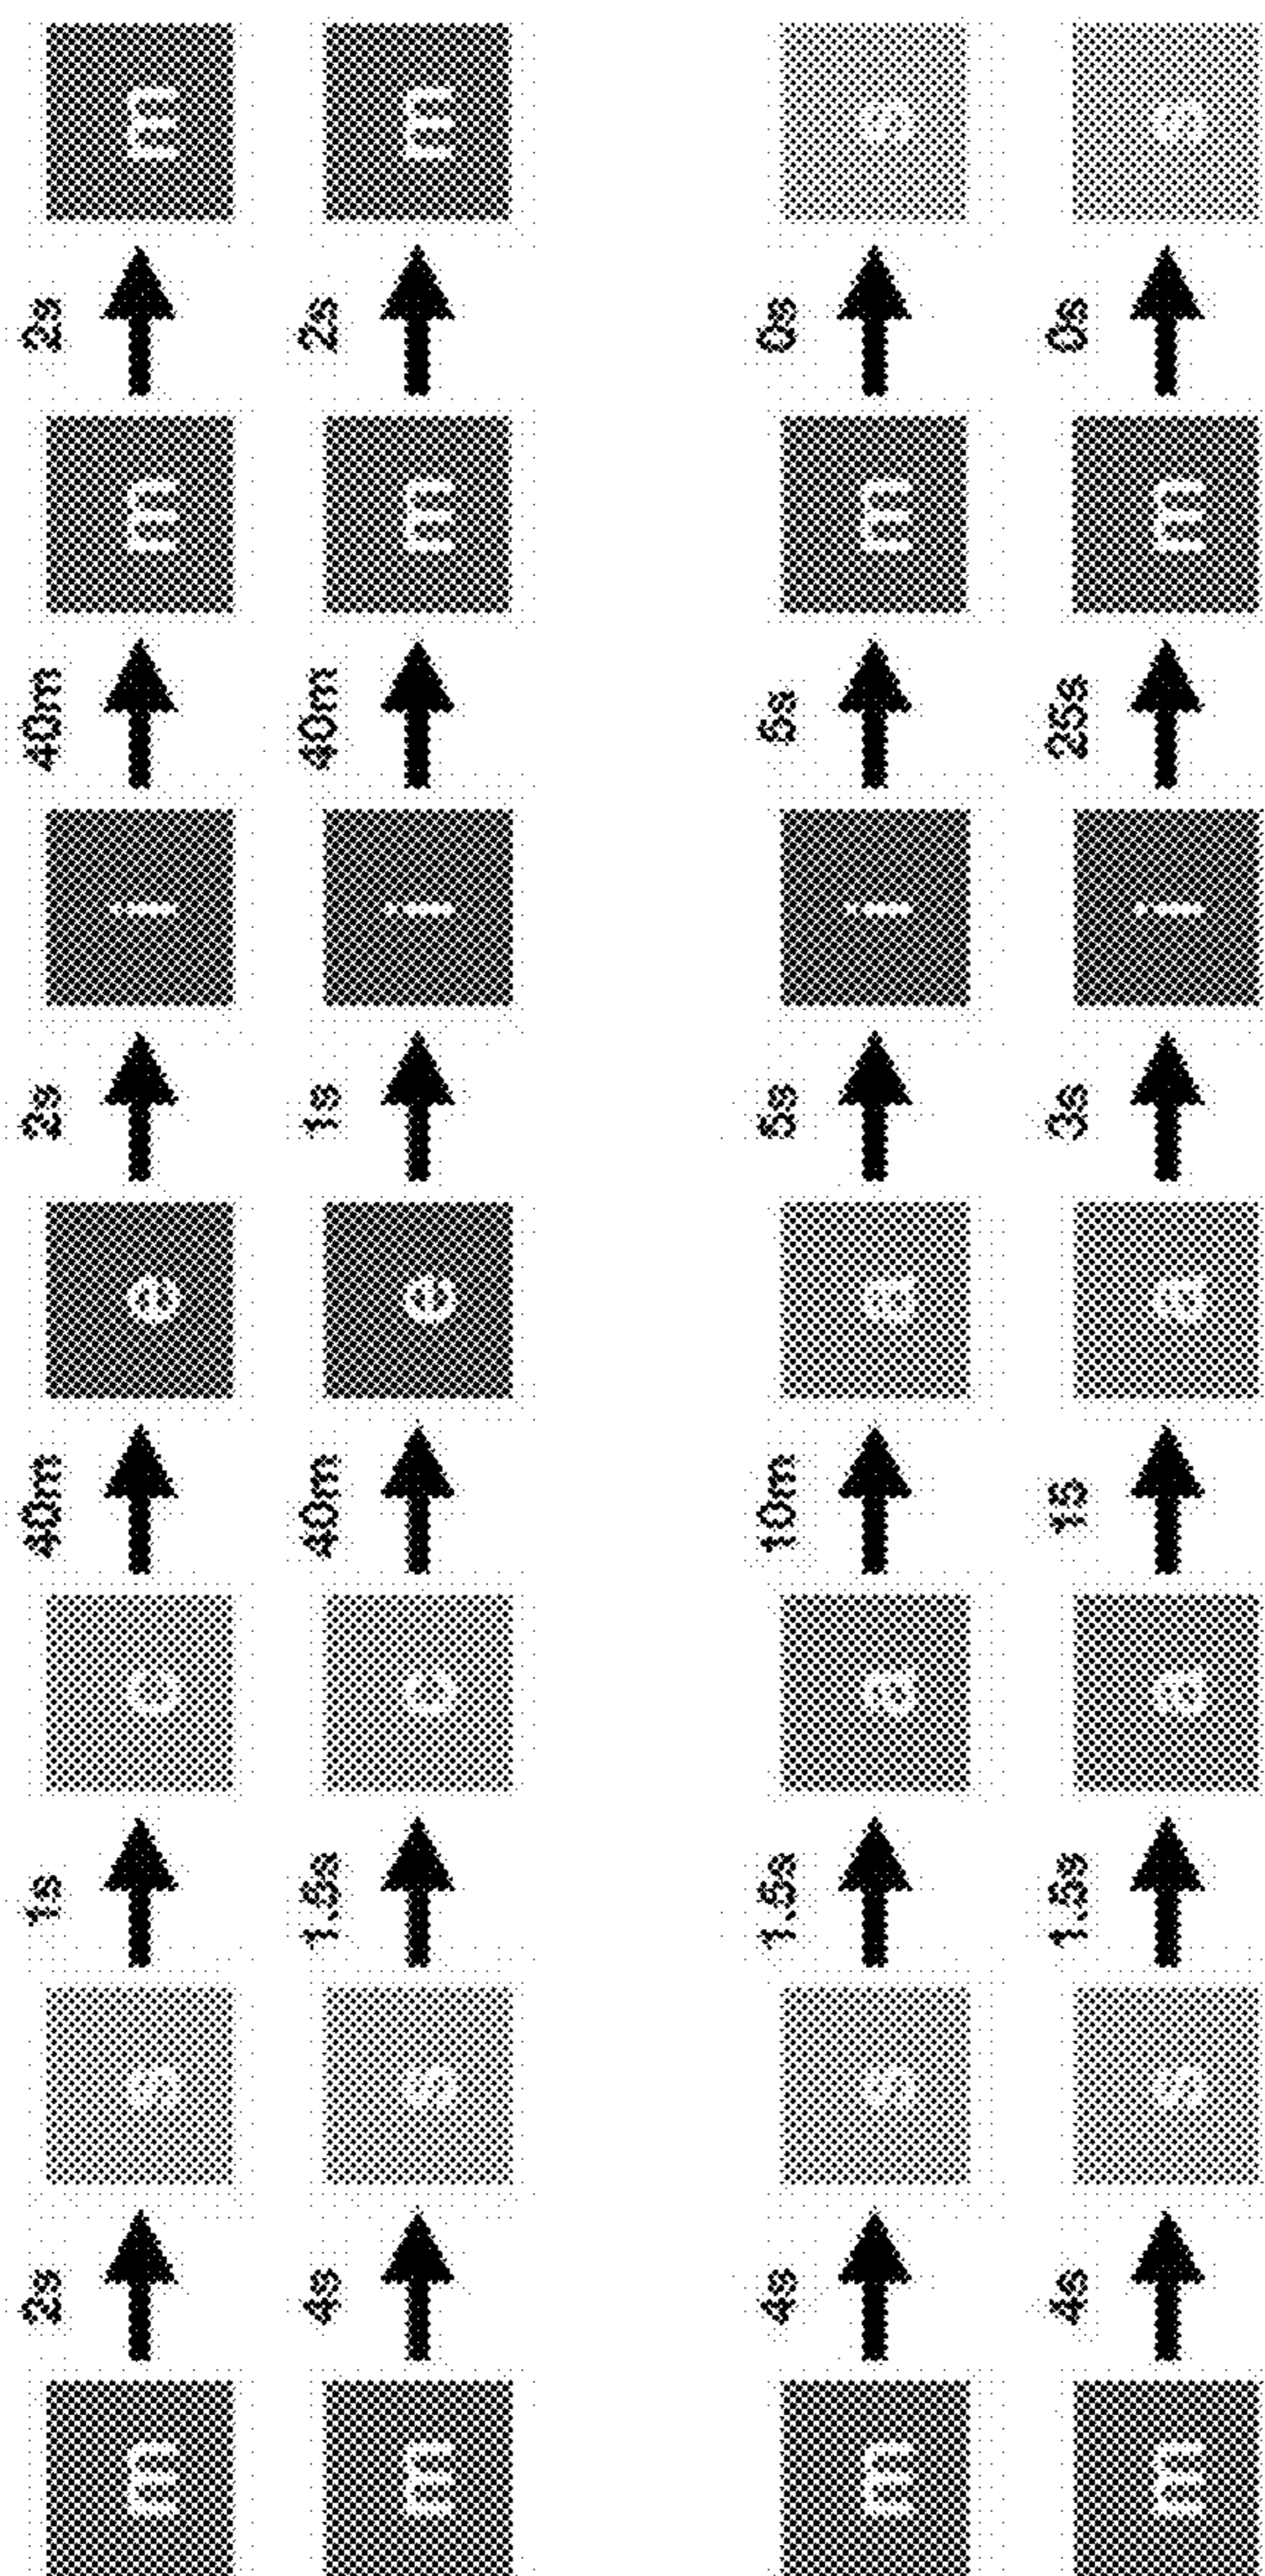 2s 1s 40m 2s 40m 2s
m s c e i m m
4s 1.5s 40m 1s 40m 2s
m s c e i m m
4s 1.5s 10m 5s 6s 0s
m s a a i m s
4s 1.5s 1s 3s 25s 0s
m s a a i m s